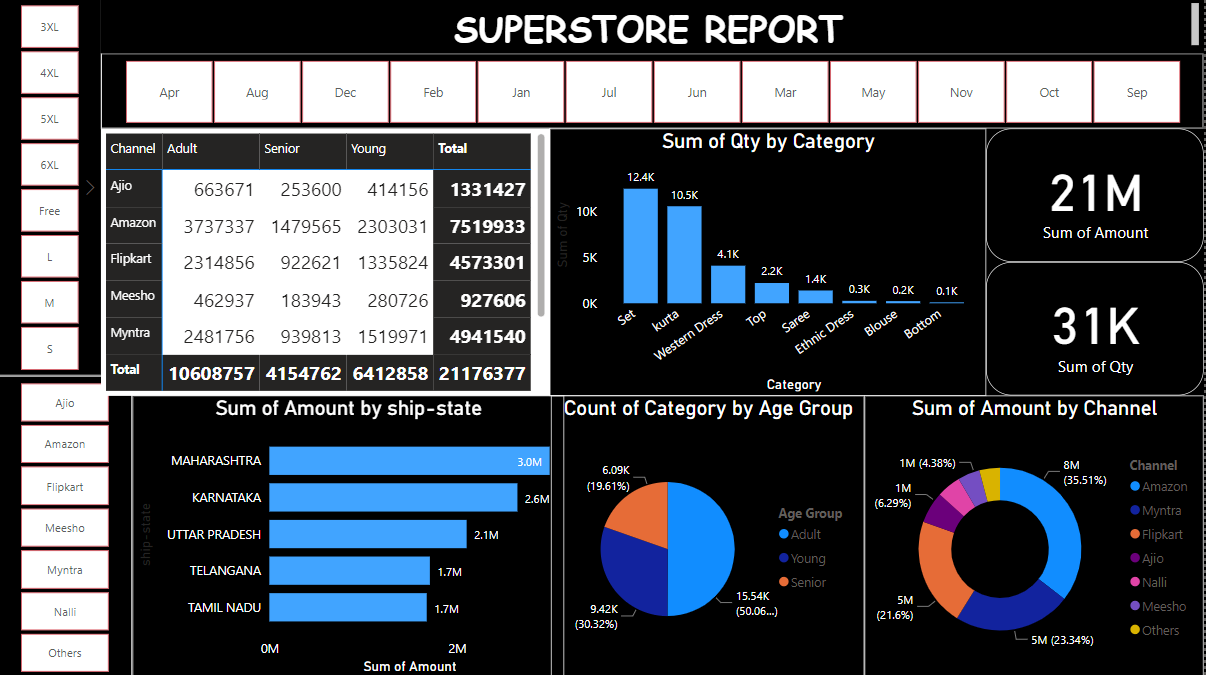 SUPERSTORE REPORT
3XL
4XL
5XL
6XL
Free
L
M
S
Apr Aug Dec Feb Jan Jul Jun Mar May Nov Oct Sep
Channel Adult Senior Young Total
Ajio 663671 253600 414156 1331427
Amazon 3737337 1479565 2303031 7519933
Flipkart 2314856 922621 1335824 4573301
Meesho 462937 183943 280726 927606
Myntra 2481756 939813 1519971 4941540
Total 10608757 4154762 6412858 21176377
Sum of Qty by Category
Sum of Qty
10K
5K
0K
12.4K
10.5K
4.1K
2.2K
1.4K
0.3K
0.2K
0.1K
Set
kurta
Western Dress
Top
Saree
Ethnic Dress
Blouse
Bottom
Category
21M
Sum of Amount
31K
Sum of Qty
Ajio
Amazon
Flipkart
Meesho
Myntra
Nalli
Others
Sum of Amount by ship-state
ship-state
MAHARASHTRA 3.0M
KARNATAKA 2.6M
UTTAR PRADESH 2.1M
TELANGANA 1.7M
TAMIL NADU 1.7M
0M 2M
Sum of Amount
Count of Category by Age Group
6.09K
(19.61%)
9.42K
(30.32%)
15.54K
(50.06...)
Age Group
Adult
Young
Senior
Sum of Amount by Channel
1M (4.38%)
1M
(6.29%)
5M
(21.6%)
8M
(35.51%)
5M (23.34%)
Channel
Amazon
Myntra
Flipkart
Ajio
Nalli
Meesho
Others